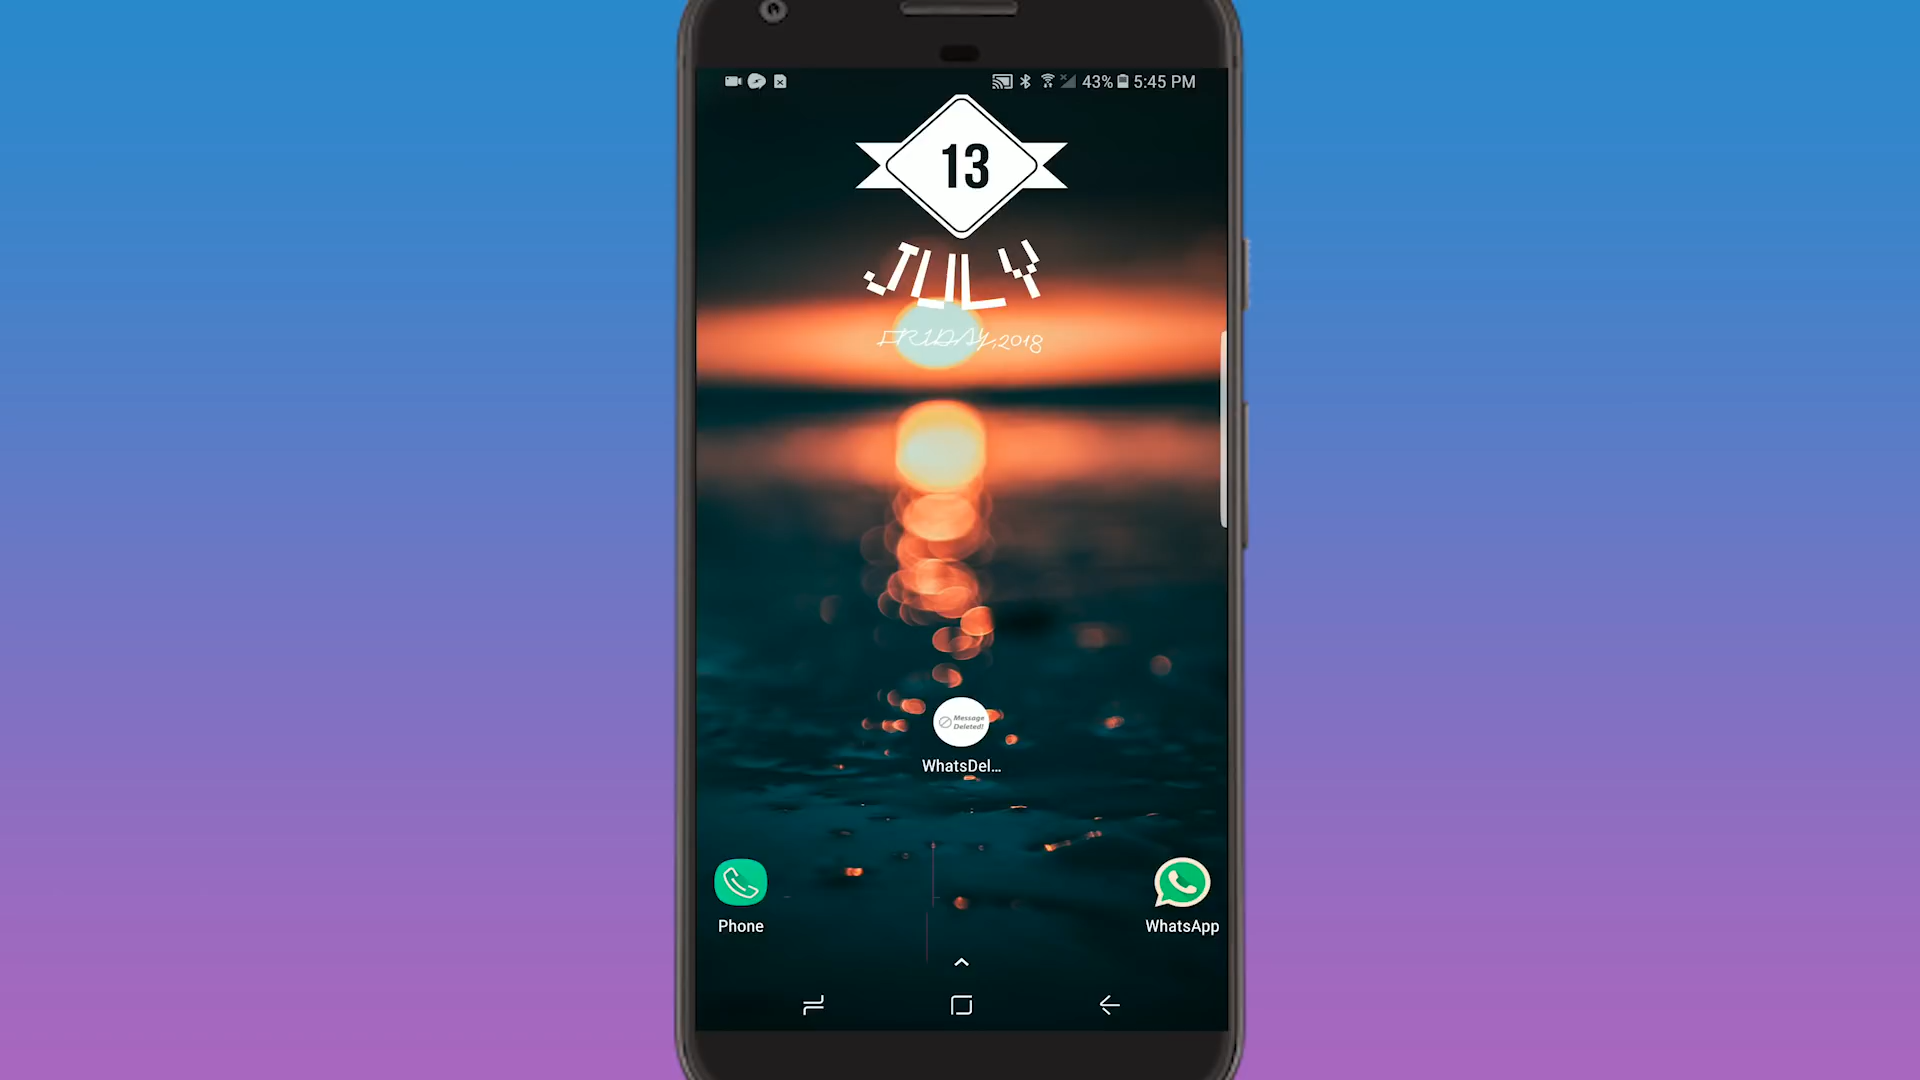 43% 5:45 PM
13
JULY
FRIDAY,2018
Message
Deleted!
WhatsDel...
Phone
WhatsApp